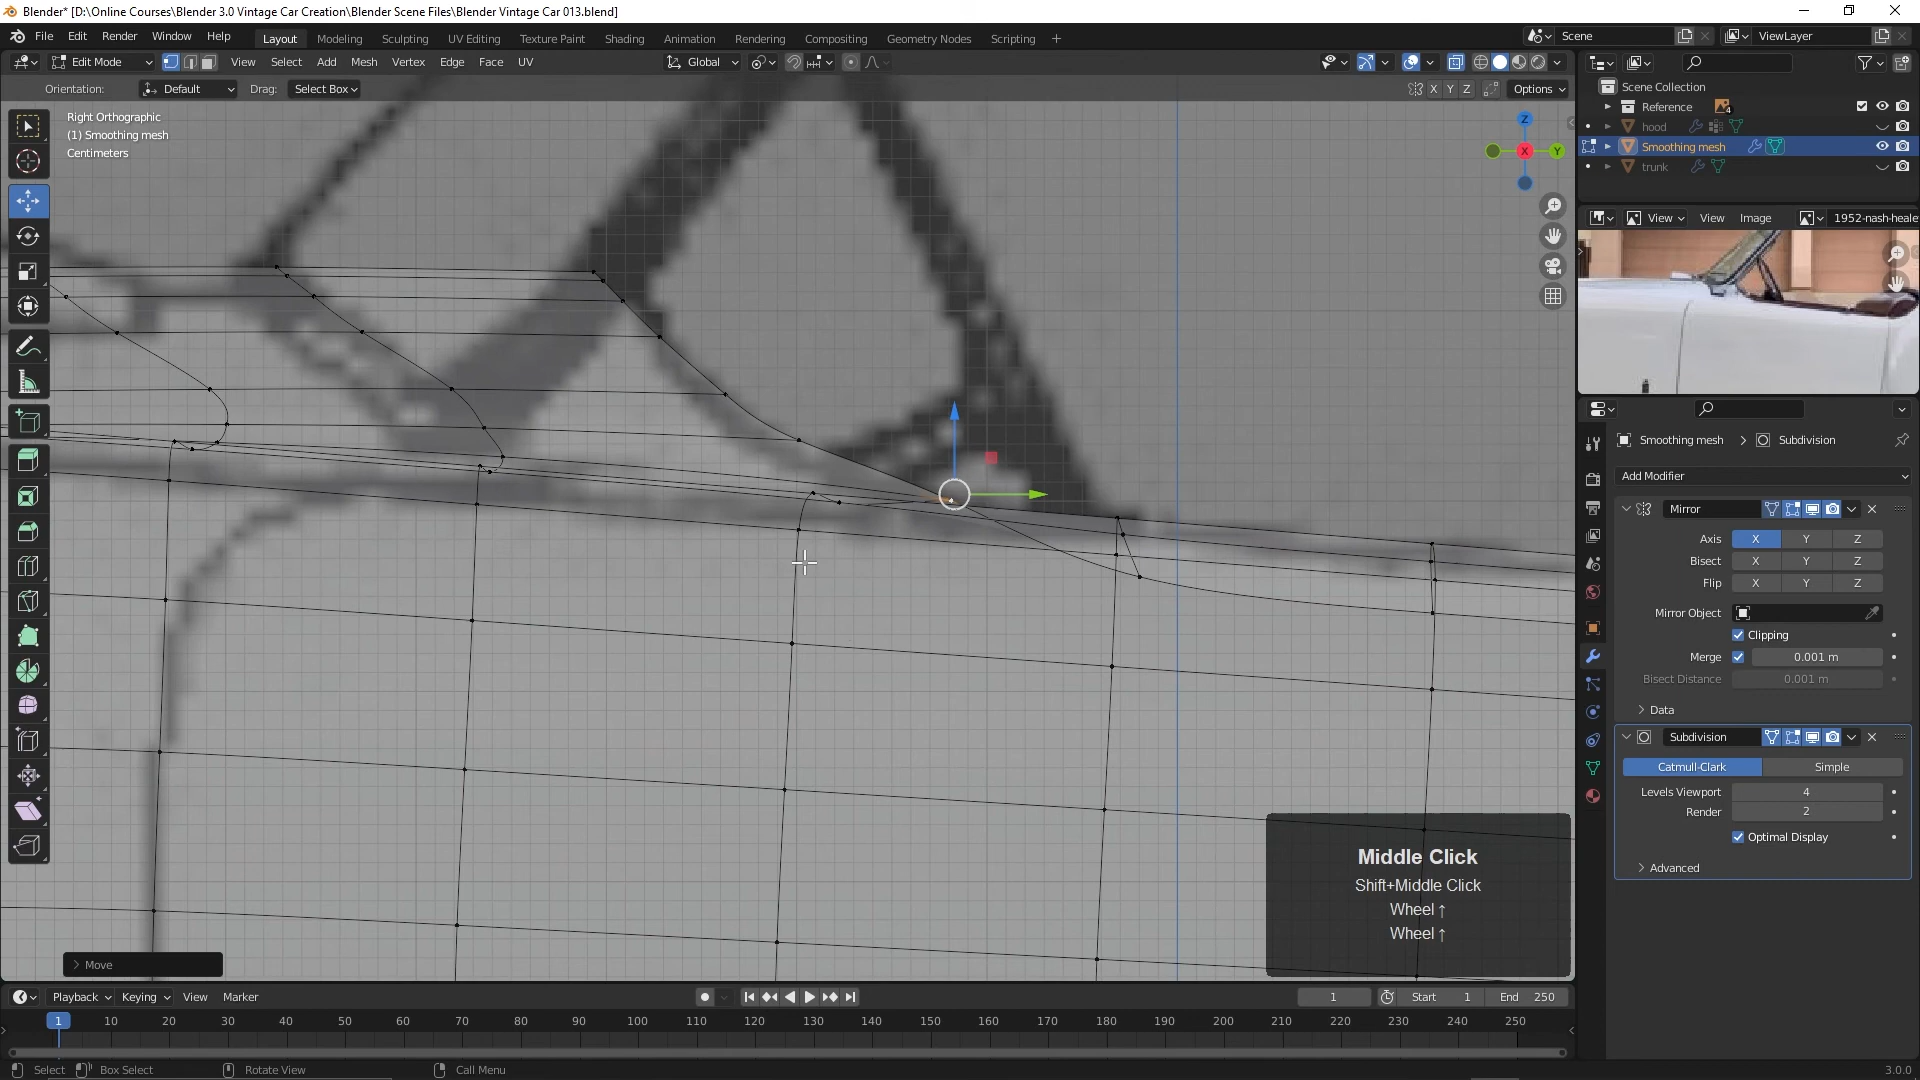 Blender* [D:\Online Courses\Blender 3.0 Vintage Car Creation\Blender Scene Files\Blender Vintage Car 013.blend]
File Edit Render Window Help Layout Modeling Sculpting UV Editing Texture Paint Shading Animation Rendering Compositing Geometry Nodes Scripting + Scene ViewLayer
Edit Mode View Select Add Mesh Vertex Edge Face UV Global
Orientation: Default Drag: Select Box X Y Z Options
Right Orthographic
(1) Smoothing mesh
Centimeters
Z
X
Y
Scene Collection
Reference 4
hood
Smoothing mesh
trunk
View View Image 1952-nash-heale
Smoothing mesh > Subdivision
Add Modifier
Mirror
Axis X Y Z
Bisect X Y Z
Flip X Y Z
Mirror Object
Clipping
Merge 0.001 m
Bisect Distance 0.001 m
Data
Subdivision
Catmull-Clark Simple
Levels Viewport 4
Render 2
Optimal Display
Advanced
Middle Click
Shift+Middle Click
Wheel ↑
Wheel ↑
Move
Playback Keying View Marker 1 Start 1 End 250
1 10 20 30 40 50 60 70 80 90 100 110 120 130 140 150 160 170 180 190 200 210 220 230 240 250
Select Box Select Rotate View Call Menu 3.0.0